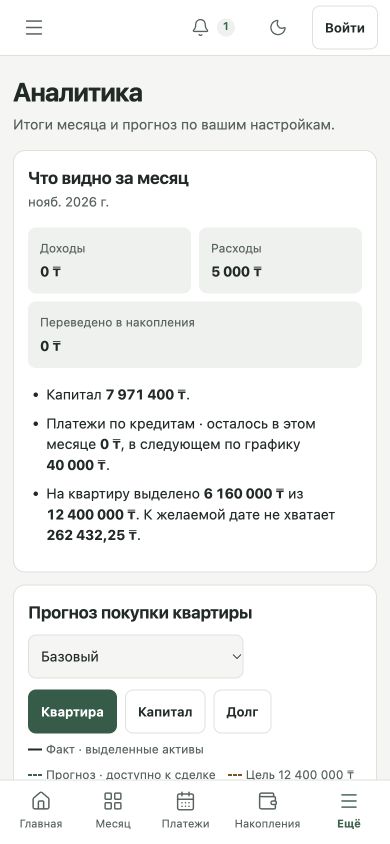 1
Войти
Аналитика
Итоги месяца и прогноз по вашим настройкам.
Что видно за месяц
нояб. 2026 г.
Доходы
0 ₸
Расходы
5 000 ₸
Переведено в накопления
0 ₸
• Капитал 7 971 400 ₸.
• Платежи по кредитам · осталось в этом
месяце 0 ₸, в следующем по графику
40 000 ₸.
• На квартиру выделено 6 160 000 ₸ из
12 400 000 ₸. К желаемой дате не хватает
262 432,25 ₸.
Прогноз покупки квартиры
Базовый
Квартира
Капитал
Долг
Факт · выделенные активы
Прогноз · доступно к сделке
Цель 12 400 000 ₸
Главная
Месяц
Платежи
Накопления
Ещё